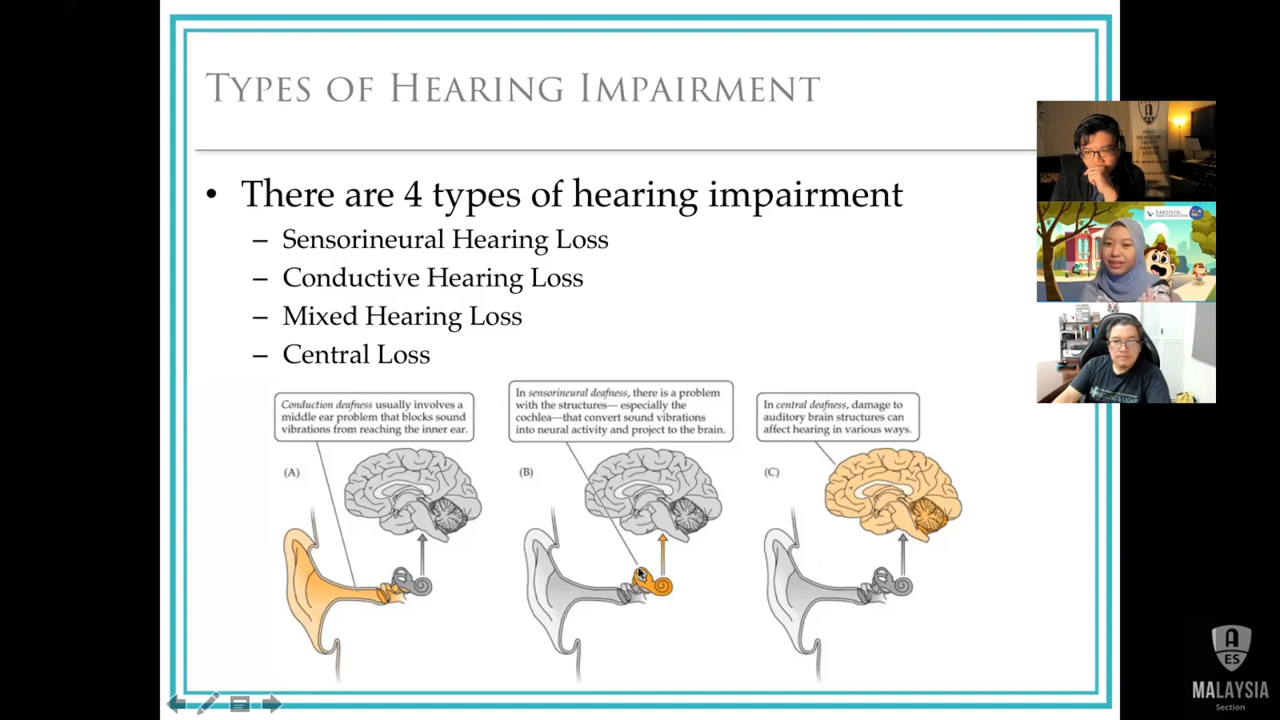 Types of Hearing Impairment
• There are 4 types of hearing impairment
– Sensorineural Hearing Loss
– Conductive Hearing Loss
– Mixed Hearing Loss
– Central Loss
Conduction deafness usually involves a
middle ear problem that blocks sound
vibrations from reaching the inner ear.
In sensorineural deafness, there is a problem
with the structures— especially the
cochlea—that convert sound vibrations
into neural activity and project to the brain.
In central deafness, damage to
auditory brain structures can
affect hearing in various ways.
(A)
(B)
(C)
A
ES
MALAYSIA
Section